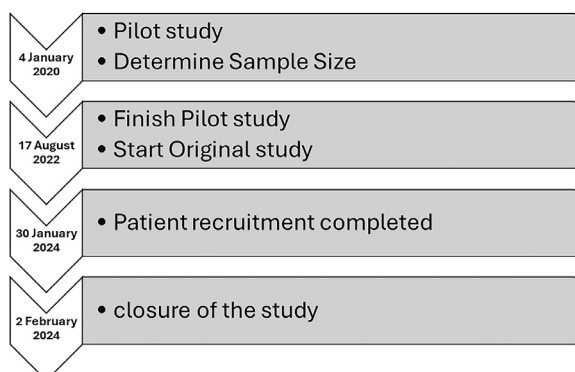 4 January
2020
• Pilot study
• Determine Sample Size
17 August
2022
• Finish Pilot study
• Start Original study
30 January
2024
• Patient recruitment completed
2 February
2024
• closure of the study